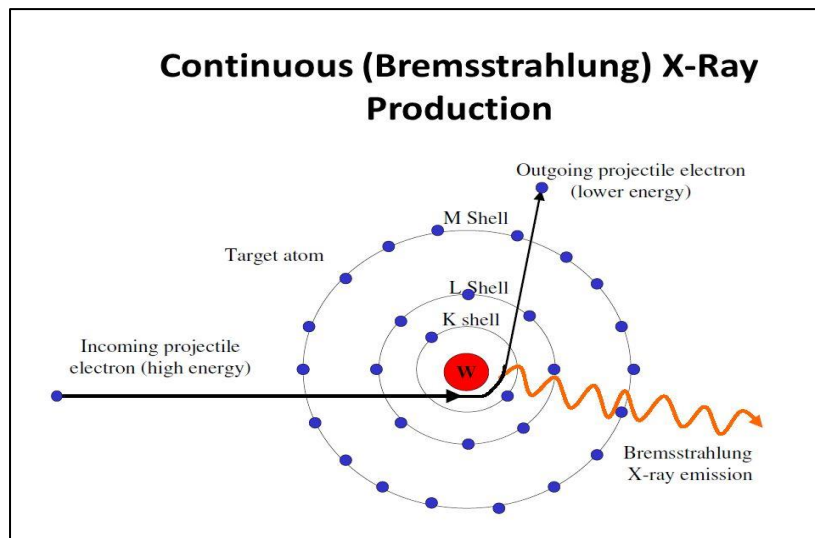 Continuous (Bremsstrahlung) X-Ray
Production
Outgoing projectile electron
(lower energy)
M Shell
Target atom
L Shell
K shell
Incoming projectile
electron (high energy)
W
Bremsstrahlung
X-ray emission